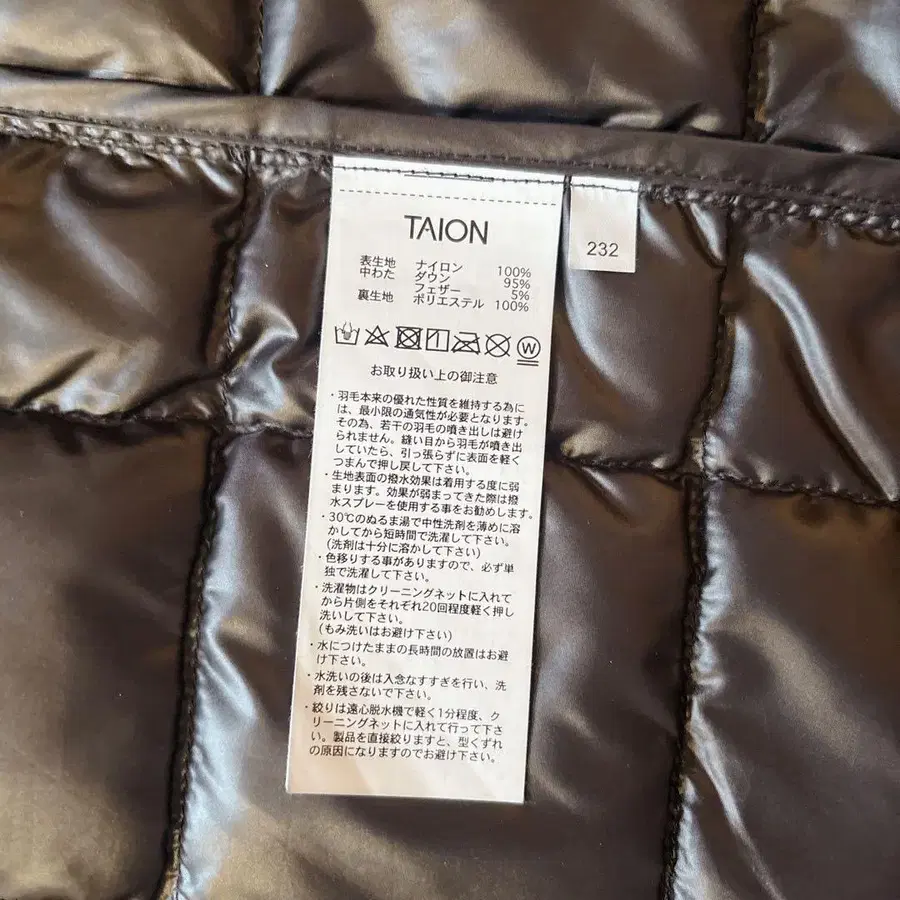 TAION
232
表生地 ナイロン 100%
中わた ダウン 95%
フェザー 5%
裏生地 ポリエステル 100%
W
お取り扱い上の御注意
・羽毛本来の優れた性質を維持する為に
は、最小限の通気性が必要となります。
その為、若干の羽毛の噴き出しは避け
られません。縫い目から羽毛が噴き出
していたら、引っ張らずに表面を軽く
つまんで押し戻して下さい。
・生地表面の撥水効果は着用する度に弱
まります。効果が弱まってきた際は撥
水スプレーを使用する事をお勧めします。
・30℃のぬるま湯で中性洗剤を薄めに溶
かしてから短時間で洗濯して下さい。
(洗剤は十分に溶かして下さい)
・色移りする事がありますので、必ず単
独で洗濯して下さい。
・洗濯物はクリーニングネットに入れて
から片側をそれぞれ20回程度軽く押し
洗いして下さい。
(もみ洗いはお避け下さい)
・水につけたままの長時間の放置はお避
け下さい。
・水洗いの後は入念なすすぎを行い、洗
剤を残さないで下さい。
・絞りは遠心脱水機で軽く1分程度、ク
リーニングネットに入れて行って下さ
い。製品を直接絞りますと、型くずれ
の原因になりますのでお避け下さい。